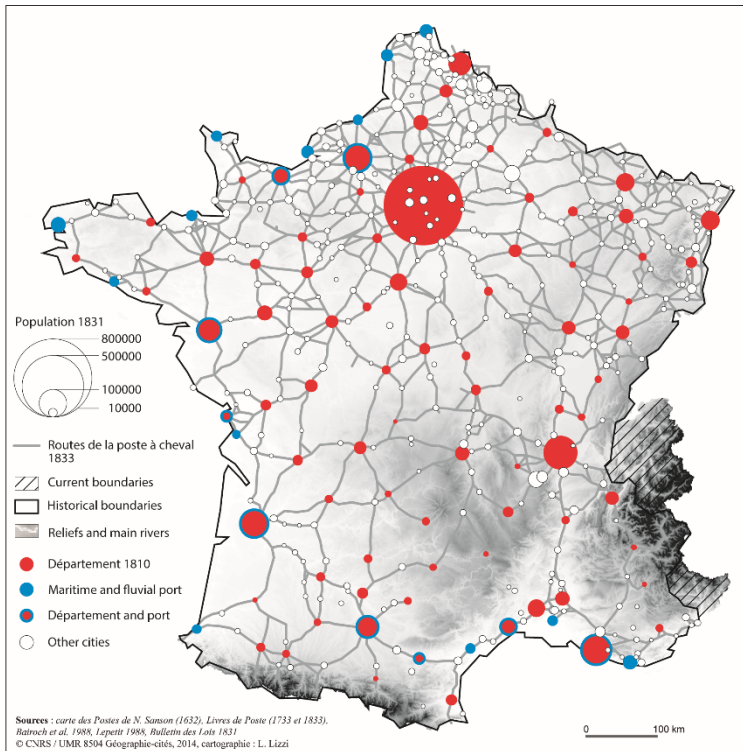 Population 1831
800000
500000
100000
10000
Routes de la poste à cheval
1833
Current boundaries
Historical boundaries
Reliefs and main rivers
Département 1810
Maritime and fluvial port
Département and port
Other cities
Sources : carte des Postes de N. Sanson (1632), Livres de Poste (1733 et 1833),
Bairoch et al. 1988, Lepetit 1988, Bulletin des Lois 1831
© CNRS / UMR 8504 Géographie-cités, 2014, cartographie : L. Lizzi
0 100 km